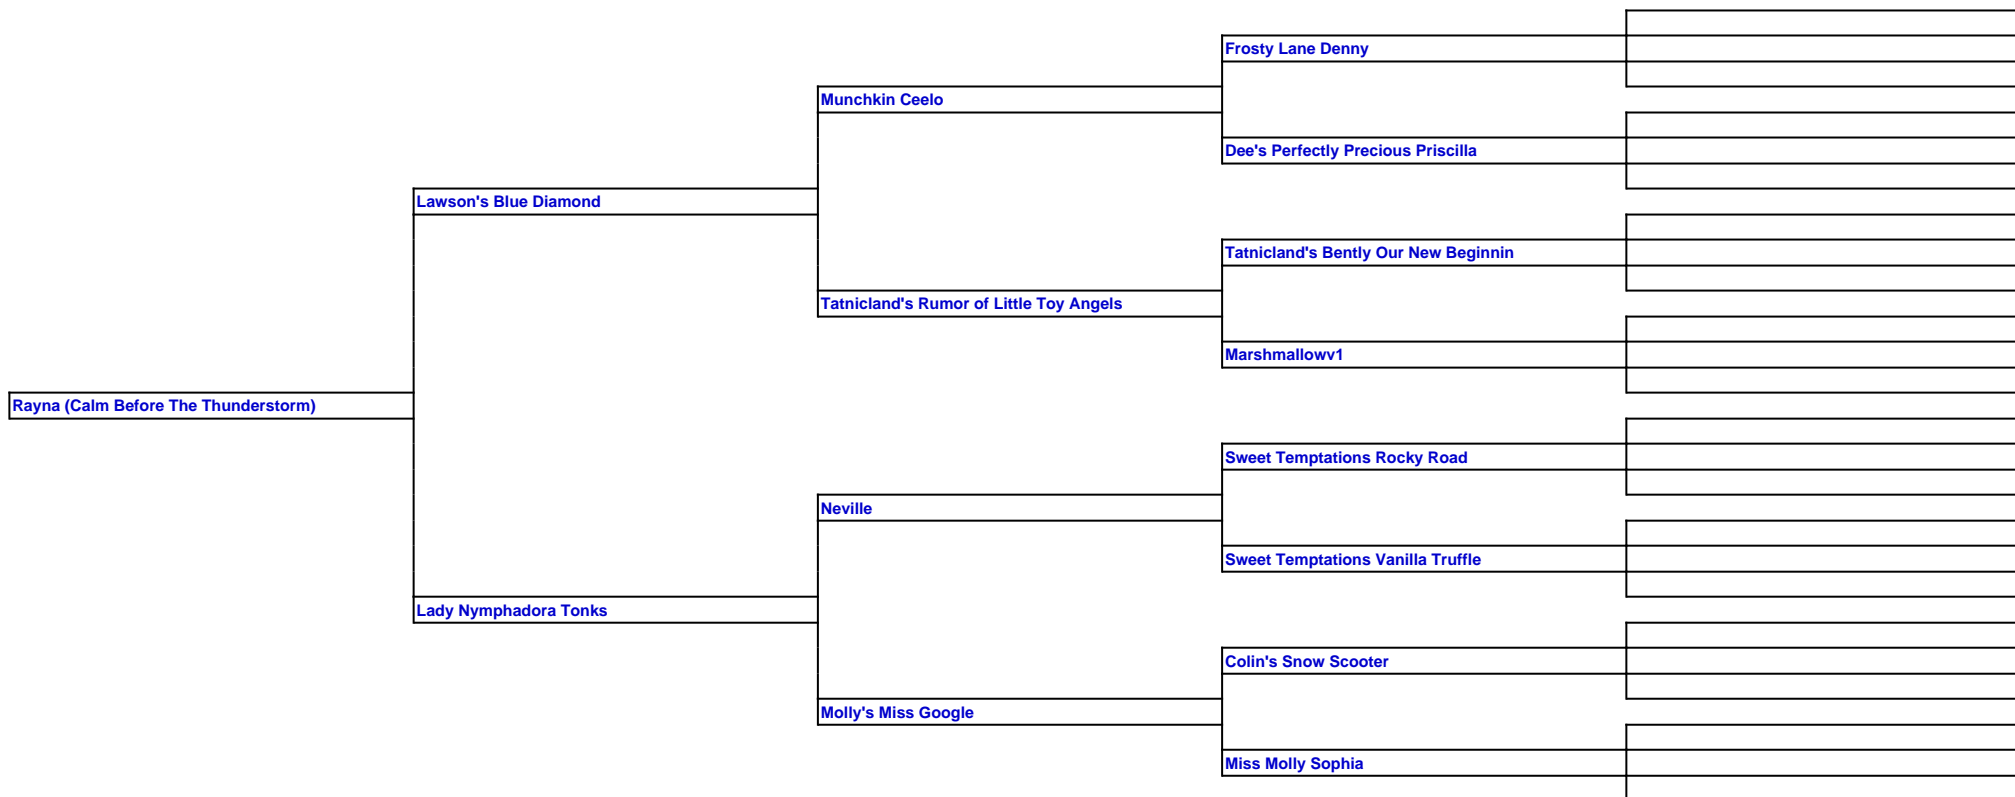 Frosty Lane Denny
Munchkin Ceelo
Dee's Perfectly Precious Priscilla
Lawson's Blue Diamond
Tatnicland's Bently Our New Beginnin
Tatnicland's Rumor of Little Toy Angels
Marshmallowv1
Rayna (Calm Before The Thunderstorm)
Sweet Temptations Rocky Road
Neville
Sweet Temptations Vanilla Truffle
Lady Nymphadora Tonks
Colin's Snow Scooter
Molly's Miss Google
Miss Molly Sophia